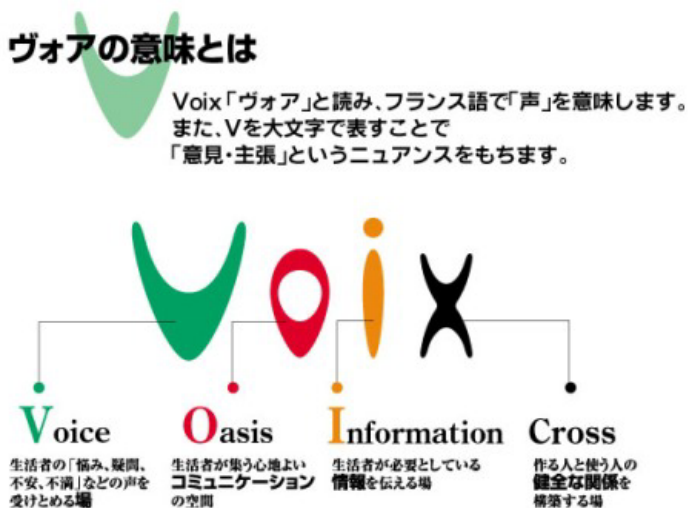 ヴォアの意味とは
Voix「ヴォア」と読み、フランス語で「声」を意味します。
また、Vを大文字で表すことで
「意見・主張」というニュアンスをもちます。
Voix
Voice
生活者の「悩み、疑問、
不安、不満」などの声を
受けとめる場
Oasis
生活者が集う心地よい
コミュニケーション
の空間
Information
生活者が必要としている
情報を伝える場
Cross
作る人と使う人の
健全な関係を
構築する場